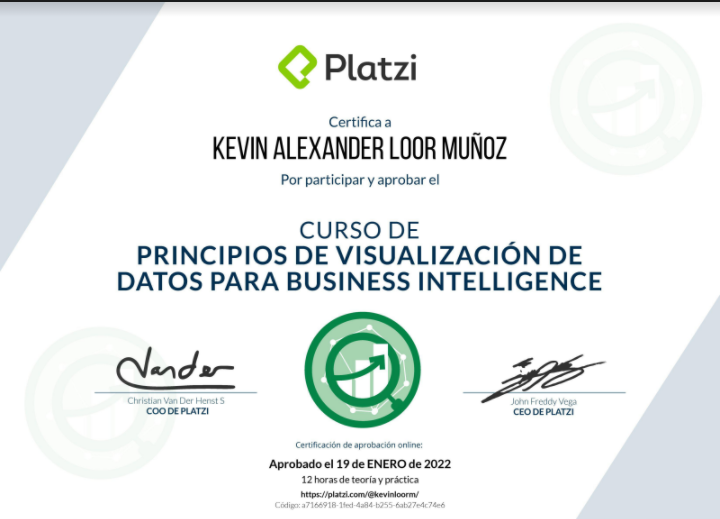 Platzi
Certifica a
KEVIN ALEXANDER LOOR MUÑOZ
Por participar y aprobar el
CURSO DE
PRINCIPIOS DE VISUALIZACIÓN DE
DATOS PARA BUSINESS INTELLIGENCE
Christian Van Der Henst S
COO DE PLATZI
John Freddy Vega
CEO DE PLATZI
Certificación de aprobación online:
Aprobado el 19 de ENERO de 2022
12 horas de teoría y práctica
https://platzi.com/@kevinloorm/
Código: a7166918-1fed-4a84-b255-6ab27e4c74e6